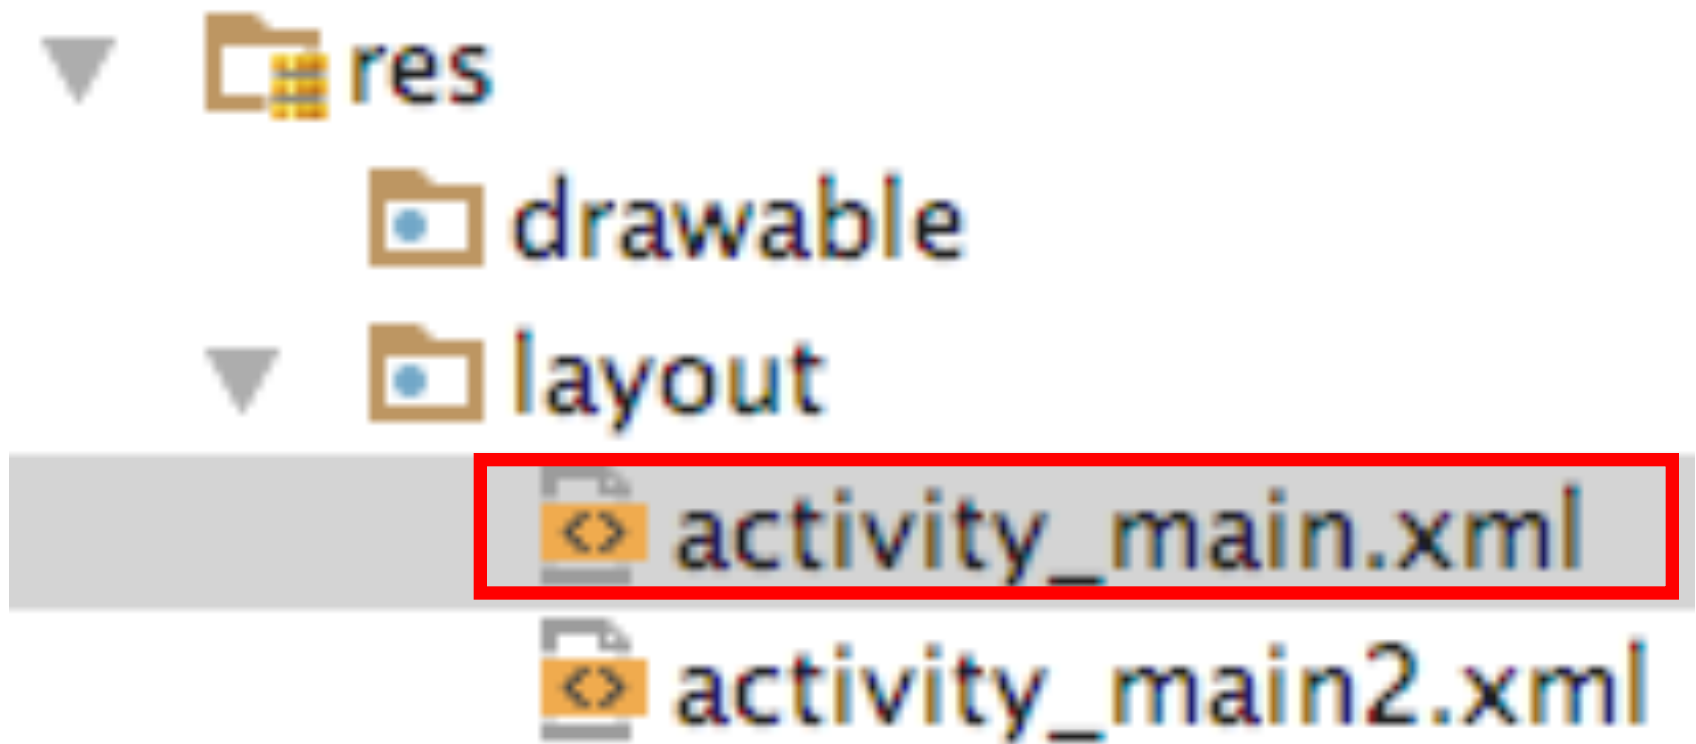 res
drawable
layout
activity_main.xml
activity_main2.xml